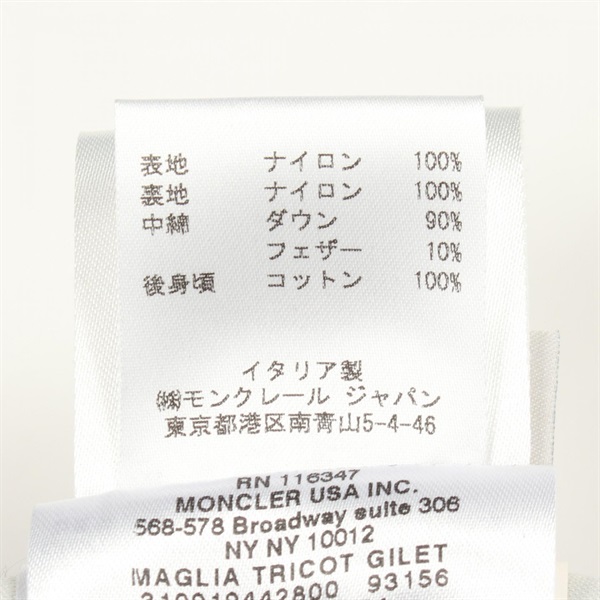 表地 ナイロン 100%
裏地 ナイロン 100%
中綿 ダウン 90%
フェザー 10%
後身頃 コットン 100%
イタリア製
㈱モンクレール ジャパン
東京都港区南青山5-4-46
RN 116347
MONCLER USA INC.
568-578 Broadway suite 306
NY NY 10012
MAGLIA TRICOT GILET
310919442800 93156